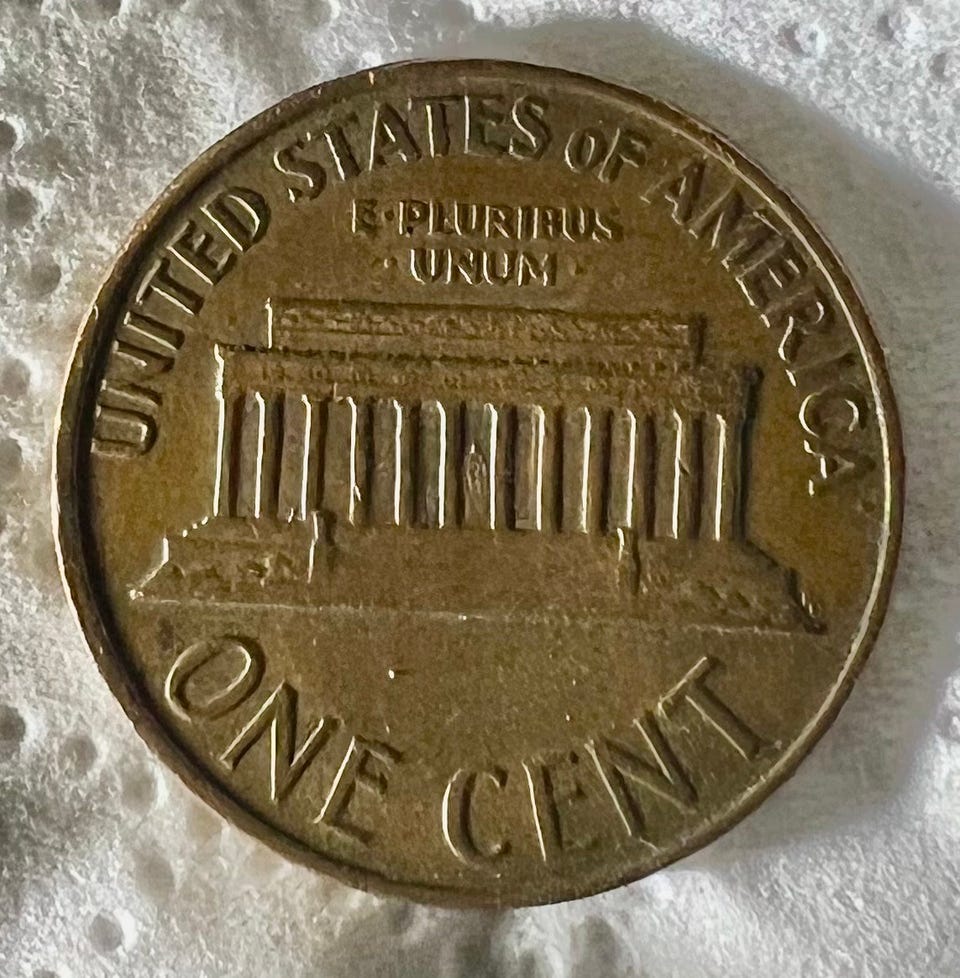 UNITED STATES OF AMERICA
E·PLURIBUS
·UNUM·
ONE CENT